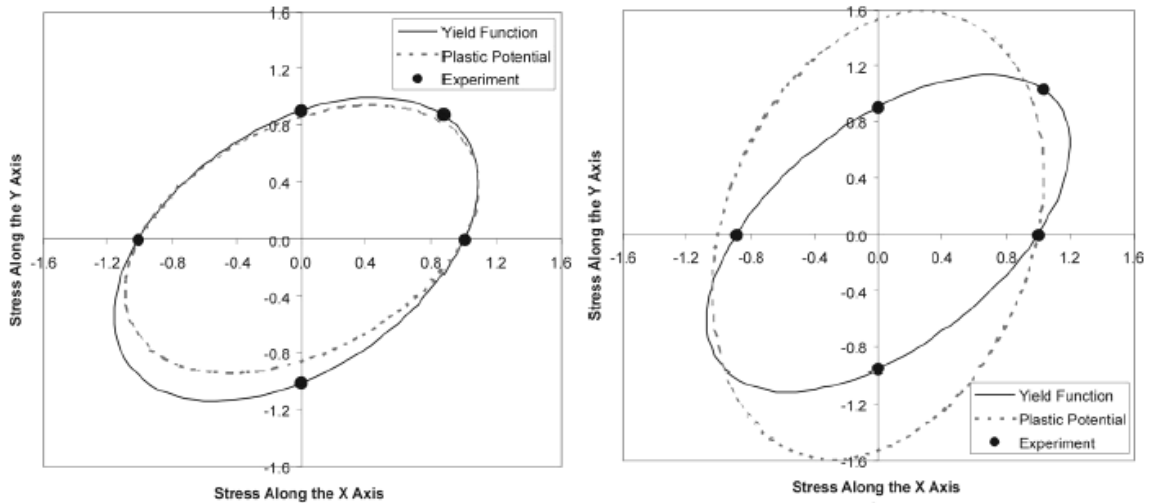 1.6
1.2
0.8
0.4
0.0
-0.4
-0.8
-1.2
-1.6
-1.6 -1.2 -0.8 -0.4 0.0 0.4 0.8 1.2 1.6
Stress Along the Y Axis
Stress Along the X Axis
Yield Function
Plastic Potential
Experiment
1.6
1.2
0.8
0.4
0.0
-0.4
-0.8
-1.2
-1.6
-1.6 -1.2 -0.8 -0.4 0.0 0.4 0.8 1.2 1.6
Stress Along the Y Axis
Stress Along the X Axis
Yield Function
Plastic Potential
Experiment